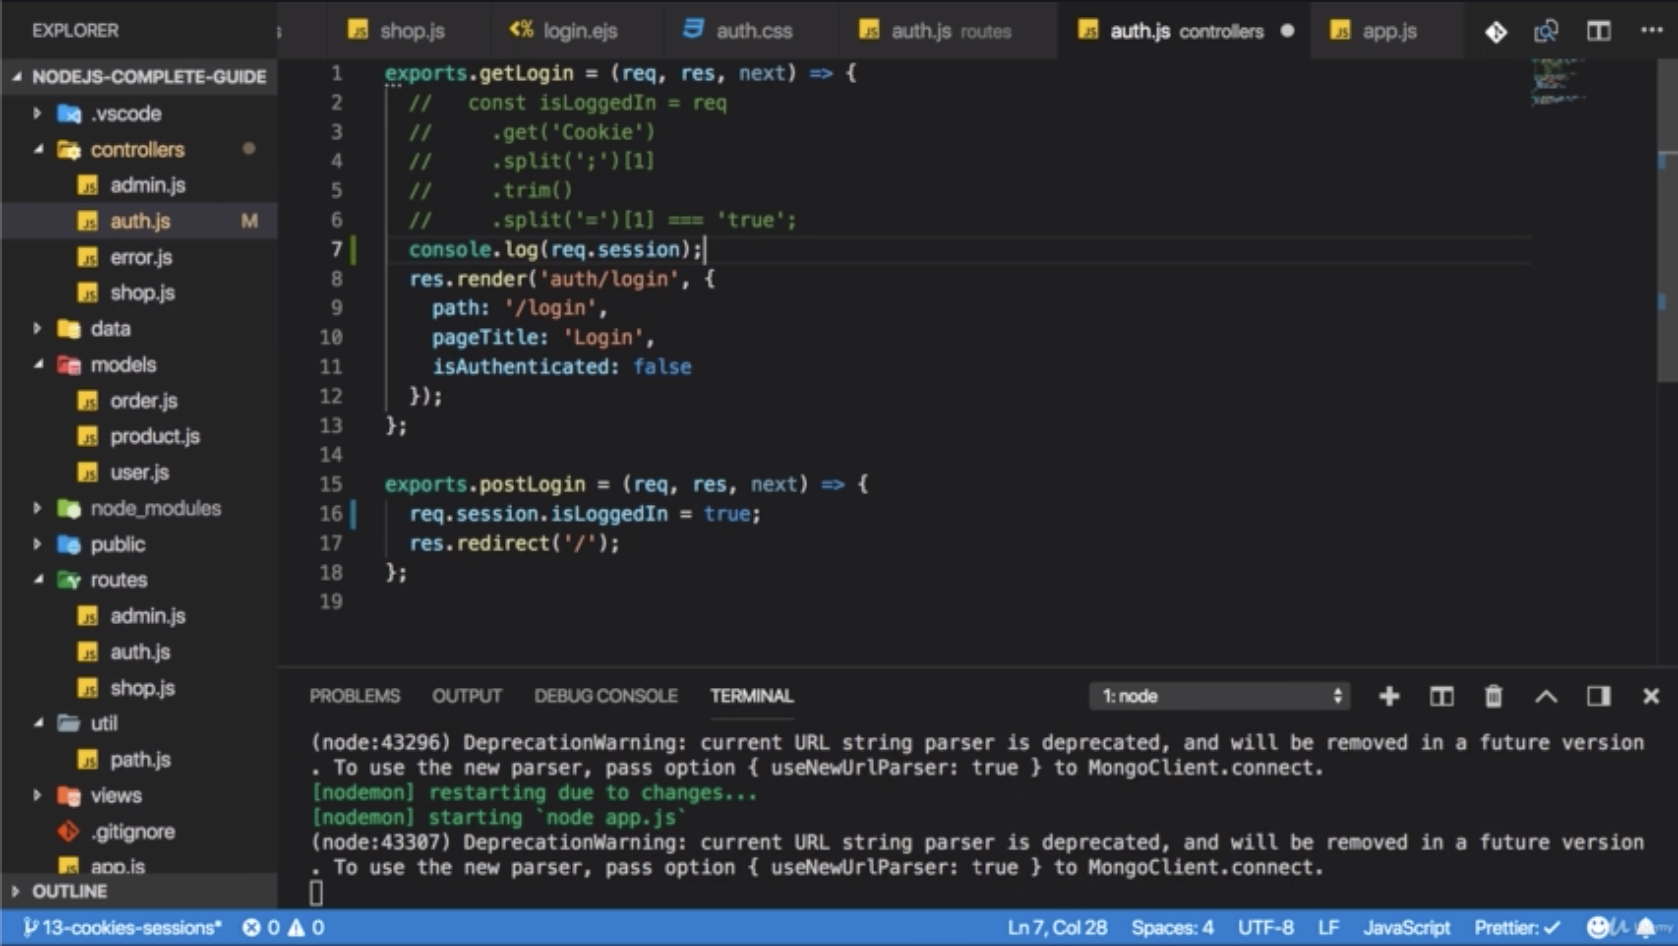 EXPLORER
shop.js
login.ejs
auth.css
auth.js routes
auth.js controllers
app.js
NODEJS-COMPLETE-GUIDE
.vscode
controllers
admin.js
auth.js M
error.js
shop.js
data
models
order.js
product.js
user.js
node_modules
public
routes
admin.js
auth.js
shop.js
util
path.js
views
.gitignore
app.js
OUTLINE
1 exports.getLogin = (req, res, next) => {
2 //   const isLoggedIn = req
3 //     .get('Cookie')
4 //     .split(';')[1]
5 //     .trim()
6 //     .split('=')[1] === 'true';
7 console.log(req.session);
8 res.render('auth/login', {
9 path: '/login',
10 pageTitle: 'Login',
11 isAuthenticated: false
12 });
13 };
14
15 exports.postLogin = (req, res, next) => {
16 req.session.isLoggedIn = true;
17 res.redirect('/');
18 };
19
PROBLEMS OUTPUT DEBUG CONSOLE TERMINAL
1: node
(node:43296) DeprecationWarning: current URL string parser is deprecated, and will be removed in a future version
. To use the new parser, pass option { useNewUrlParser: true } to MongoClient.connect.
[nodemon] restarting due to changes...
[nodemon] starting `node app.js`
(node:43307) DeprecationWarning: current URL string parser is deprecated, and will be removed in a future version
. To use the new parser, pass option { useNewUrlParser: true } to MongoClient.connect.
13-cookies-sessions* 0 0
Ln 7, Col 28 Spaces: 4 UTF-8 LF JavaScript Prettier: ✓